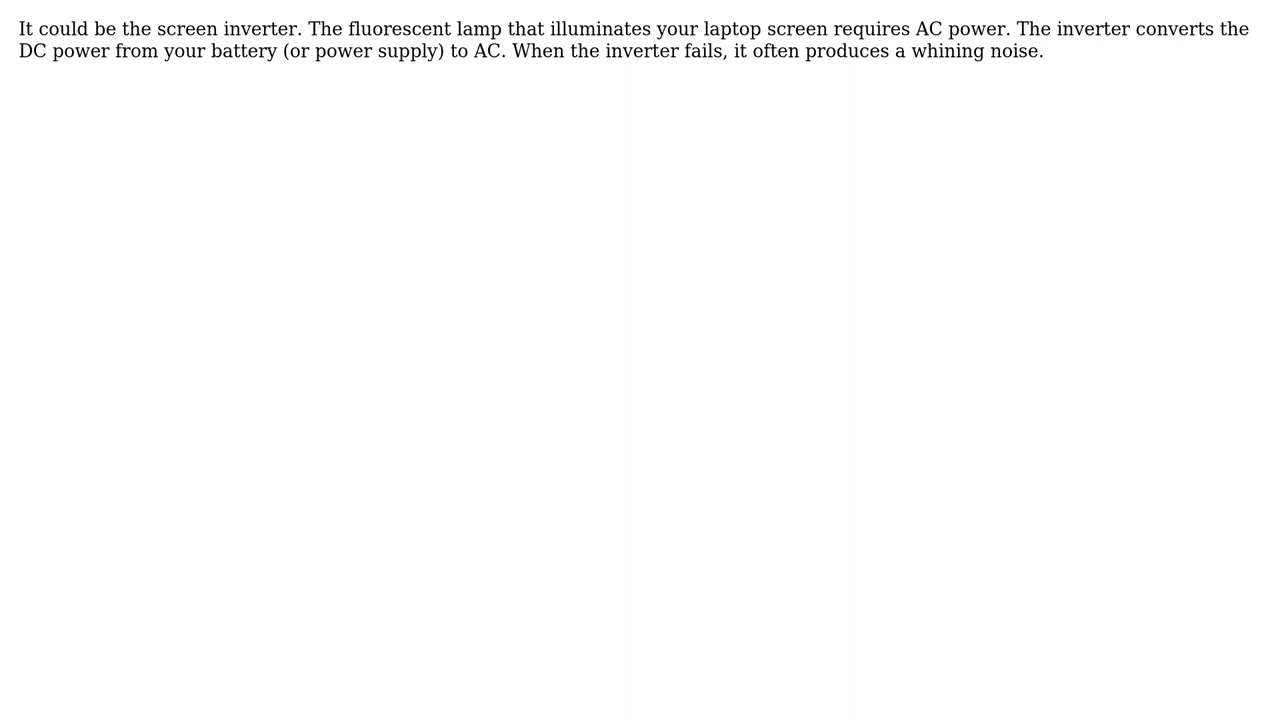 It could be the screen inverter. The fluorescent lamp that illuminates your laptop screen requires AC power. The inverter converts the
DC power from your battery (or power supply) to AC. When the inverter fails, it often produces a whining noise.